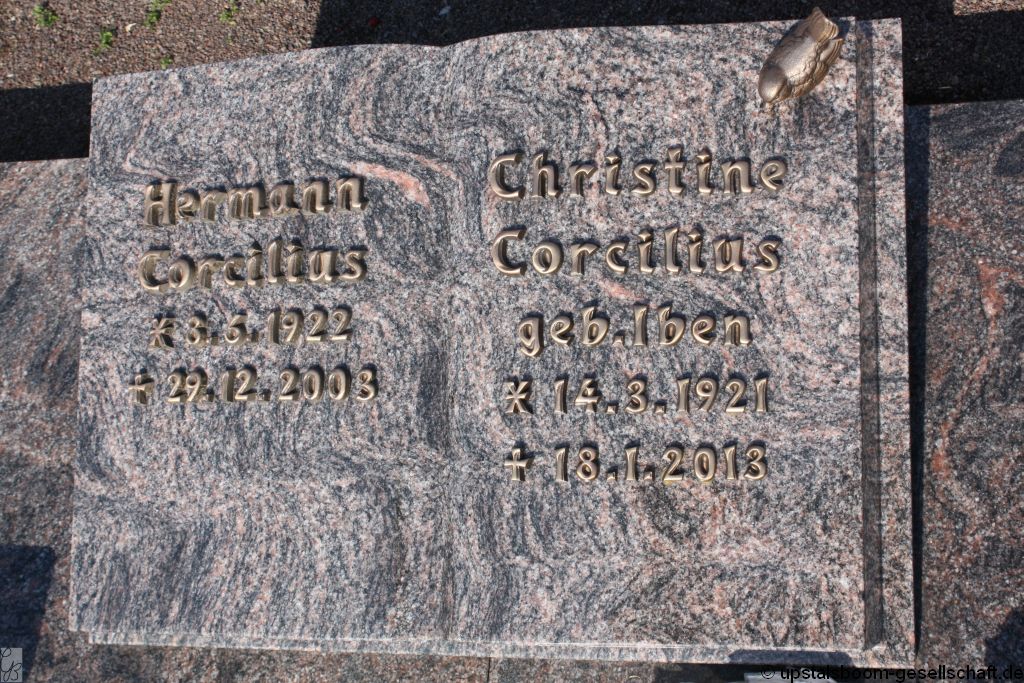 Hermann
Corcilius
* 8.5.1922
† 29.12.2003
Christine
Corcilius
geb. Iben
* 14.3.1921
† 18.1.2013
© upstalsboom-gesellschaft.de